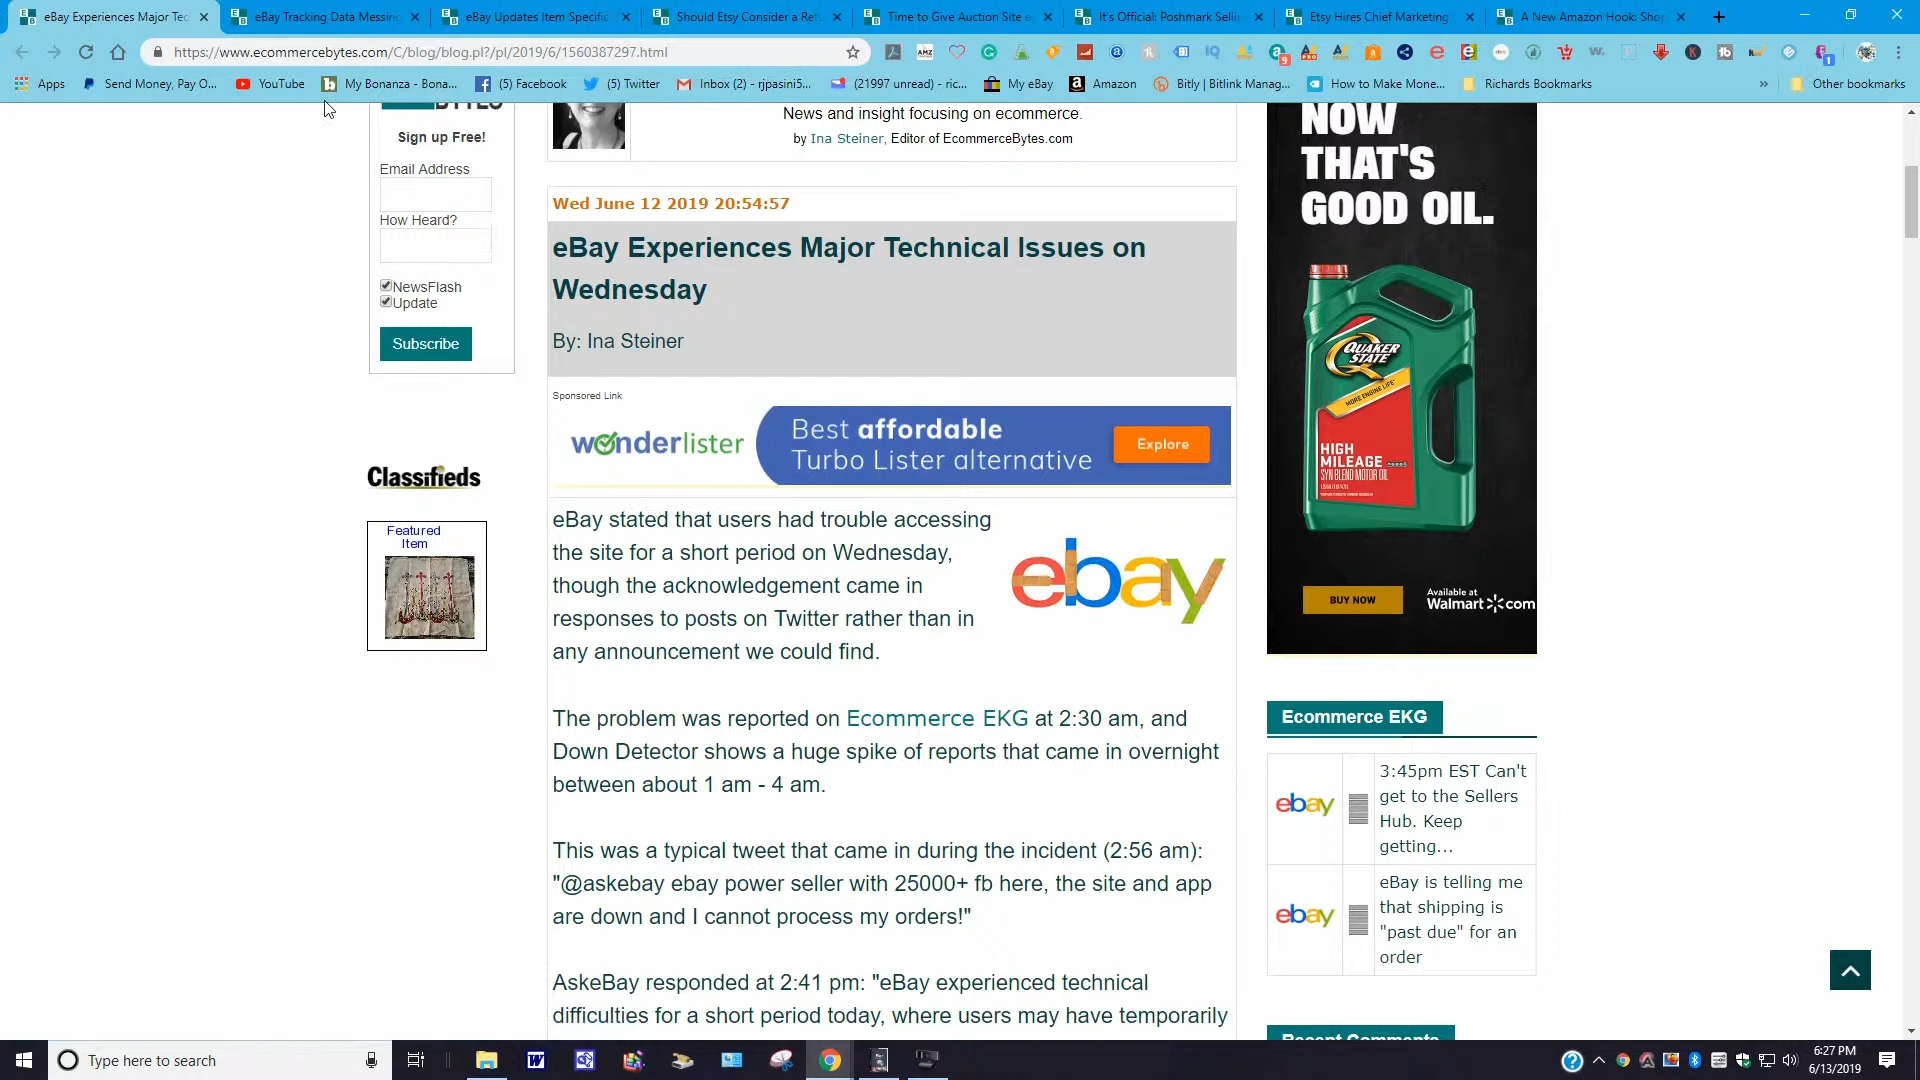 eBay Experiences Major Tec
eBay Tracking Data Messing
eBay Updates Item Specific
Should Etsy Consider a Ref
Time to Give Auction Site e
It's Official: Poshmark Selli
Etsy Hires Chief Marketing
A New Amazon Hook: Shop
https://www.ecommercebytes.com/C/blog/blog.pl?/pl/2019/6/1560387297.html
Apps
Send Money, Pay O...
YouTube
My Bonanza - Bona...
(5) Facebook
(5) Twitter
Inbox (2) - rjpasini5...
(21997 unread) - ric...
My eBay
Amazon
Bitly | Bitlink Manag...
How to Make Mone...
Richards Bookmarks
Other bookmarks
Sign up Free!
Email Address
How Heard?
NewsFlash
Update
Subscribe
Classifieds
Featured
Item
News and insight focusing on ecommerce.
by Ina Steiner, Editor of EcommerceBytes.com
Wed June 12 2019 20:54:57
eBay Experiences Major Technical Issues on
Wednesday
By: Ina Steiner
Sponsored Link
wonderlister
Best affordable
Turbo Lister alternative
Explore
eBay stated that users had trouble accessing
the site for a short period on Wednesday,
though the acknowledgement came in
responses to posts on Twitter rather than in
any announcement we could find.
ebay
The problem was reported on Ecommerce EKG at 2:30 am, and
Down Detector shows a huge spike of reports that came in overnight
between about 1 am - 4 am.
This was a typical tweet that came in during the incident (2:56 am):
"@askebay ebay power seller with 25000+ fb here, the site and app
are down and I cannot process my orders!"
AskeBay responded at 2:41 pm: "eBay experienced technical
difficulties for a short period today, where users may have temporarily
NOW
THAT'S
GOOD OIL.
QUAKER
STATE
MORE ENGINE LIFE
HIGH
MILEAGE
SYN BLEND MOTOR OIL
BUY NOW
Available at
Walmart.com
Ecommerce EKG
ebay
3:45pm EST Can't
get to the Sellers
Hub. Keep
getting...
ebay
eBay is telling me
that shipping is
"past due" for an
order
Recent Comments
Type here to search
6:27 PM
6/13/2019